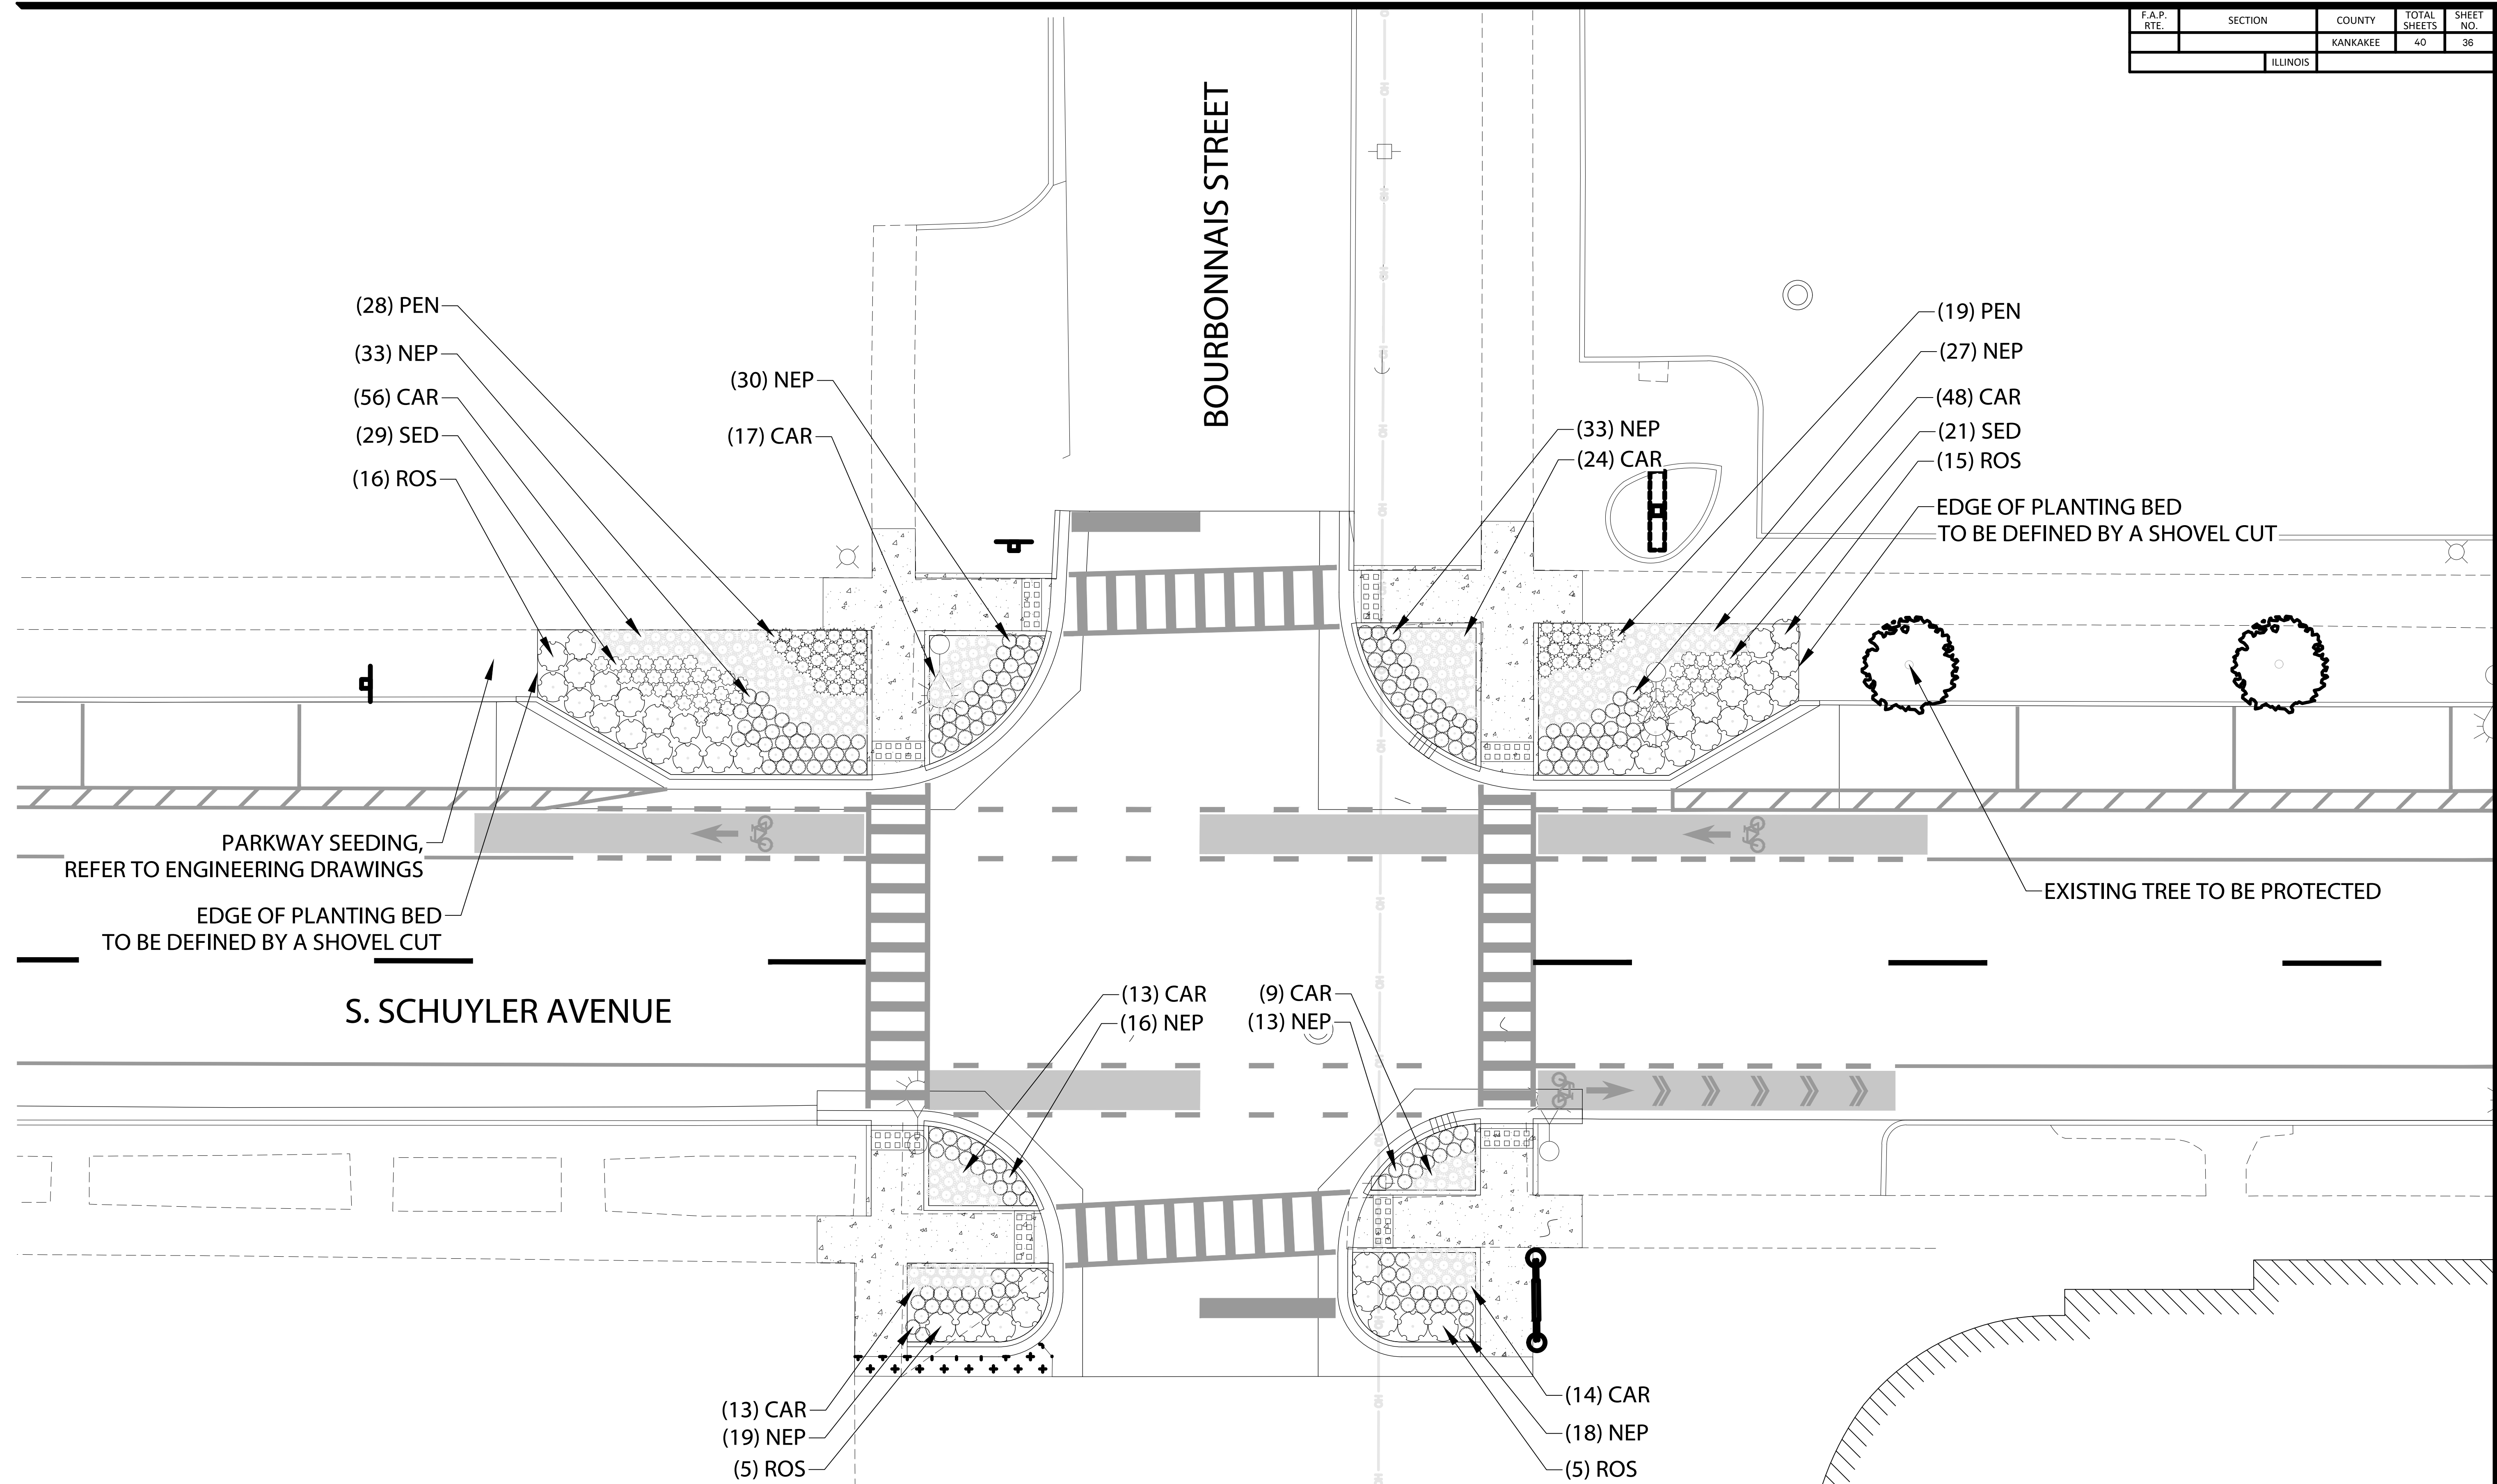 F.A.P. RTE.
SECTION
COUNTY
TOTAL SHEETS
SHEET NO.
KANKAKEE
40
36
ILLINOIS
BOURBONNAIS STREET
(28) PEN
(33) NEP
(56) CAR
(29) SED
(16) ROS
(30) NEP
(17) CAR
(33) NEP
(24) CAR
(19) PEN
(27) NEP
(48) CAR
(21) SED
(15) ROS
EDGE OF PLANTING BED
TO BE DEFINED BY A SHOVEL CUT
PARKWAY SEEDING,
REFER TO ENGINEERING DRAWINGS
EDGE OF PLANTING BED
TO BE DEFINED BY A SHOVEL CUT
EXISTING TREE TO BE PROTECTED
S. SCHUYLER AVENUE
(13) CAR
(16) NEP
(9) CAR
(13) NEP
(13) CAR
(19) NEP
(5) ROS
(14) CAR
(18) NEP
(5) ROS